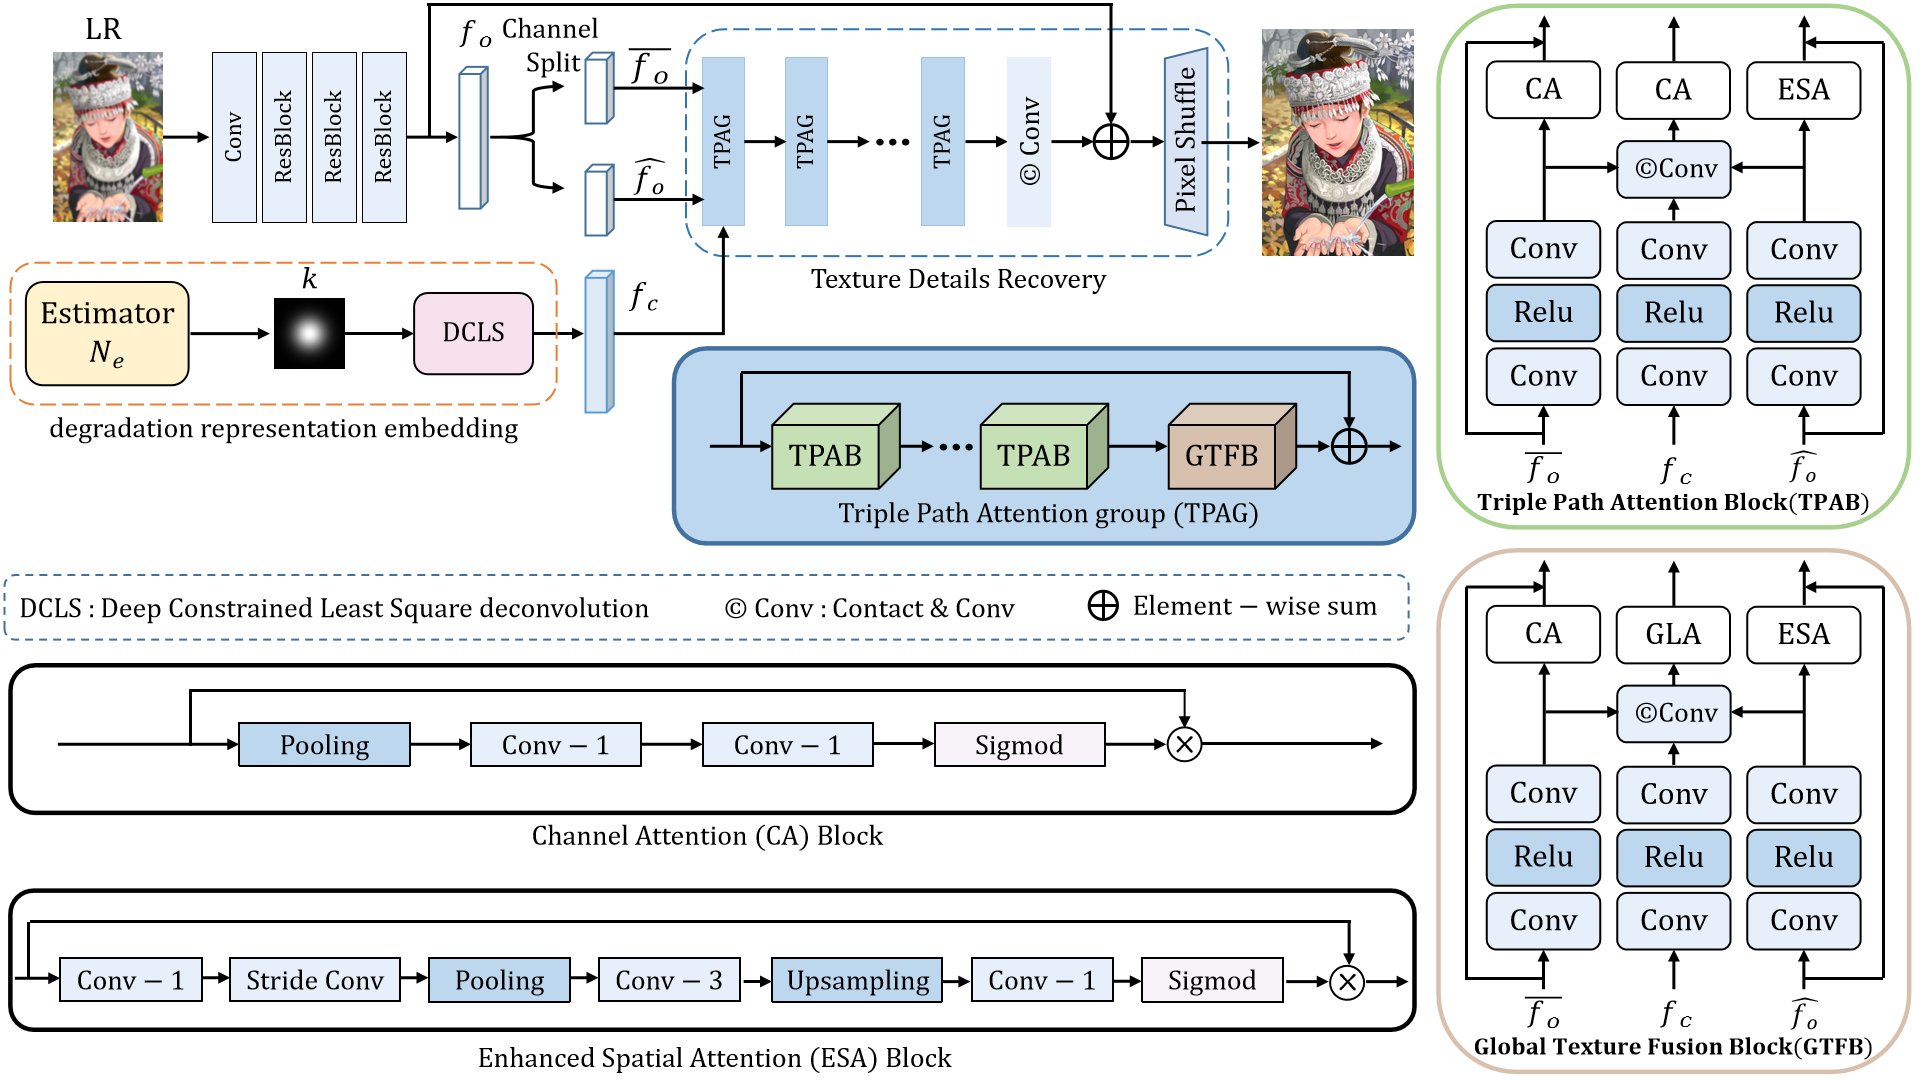 LR
Conv
ResBlock
ResBlock
ResBlock
f_o
Channel
Split
\overline{f_o}
\widehat{f_o}
TPAG
TPAG
...
TPAG
© Conv
Pixel Shuffle
Texture Details Recovery
Estimator
N_e
k
DCLS
f_c
degradation representation embedding
TPAB
...
TPAB
GTFB
Triple Path Attention group (TPAG)
CA
CA
ESA
©Conv
Conv
Conv
Conv
Relu
Relu
Relu
Conv
Conv
Conv
\overline{f_o}
f_c
\widehat{f_o}
Triple Path Attention Block(TPAB)
DCLS : Deep Constrained Least Square deconvolution
© Conv : Contact & Conv
Element − wise sum
Pooling
Conv − 1
Conv − 1
Sigmod
Channel Attention (CA) Block
Conv − 1
Stride Conv
Pooling
Conv − 3
Upsampling
Conv − 1
Sigmod
Enhanced Spatial Attention (ESA) Block
CA
GLA
ESA
©Conv
Conv
Conv
Conv
Relu
Relu
Relu
Conv
Conv
Conv
\overline{f_o}
f_c
\widehat{f_o}
Global Texture Fusion Block(GTFB)